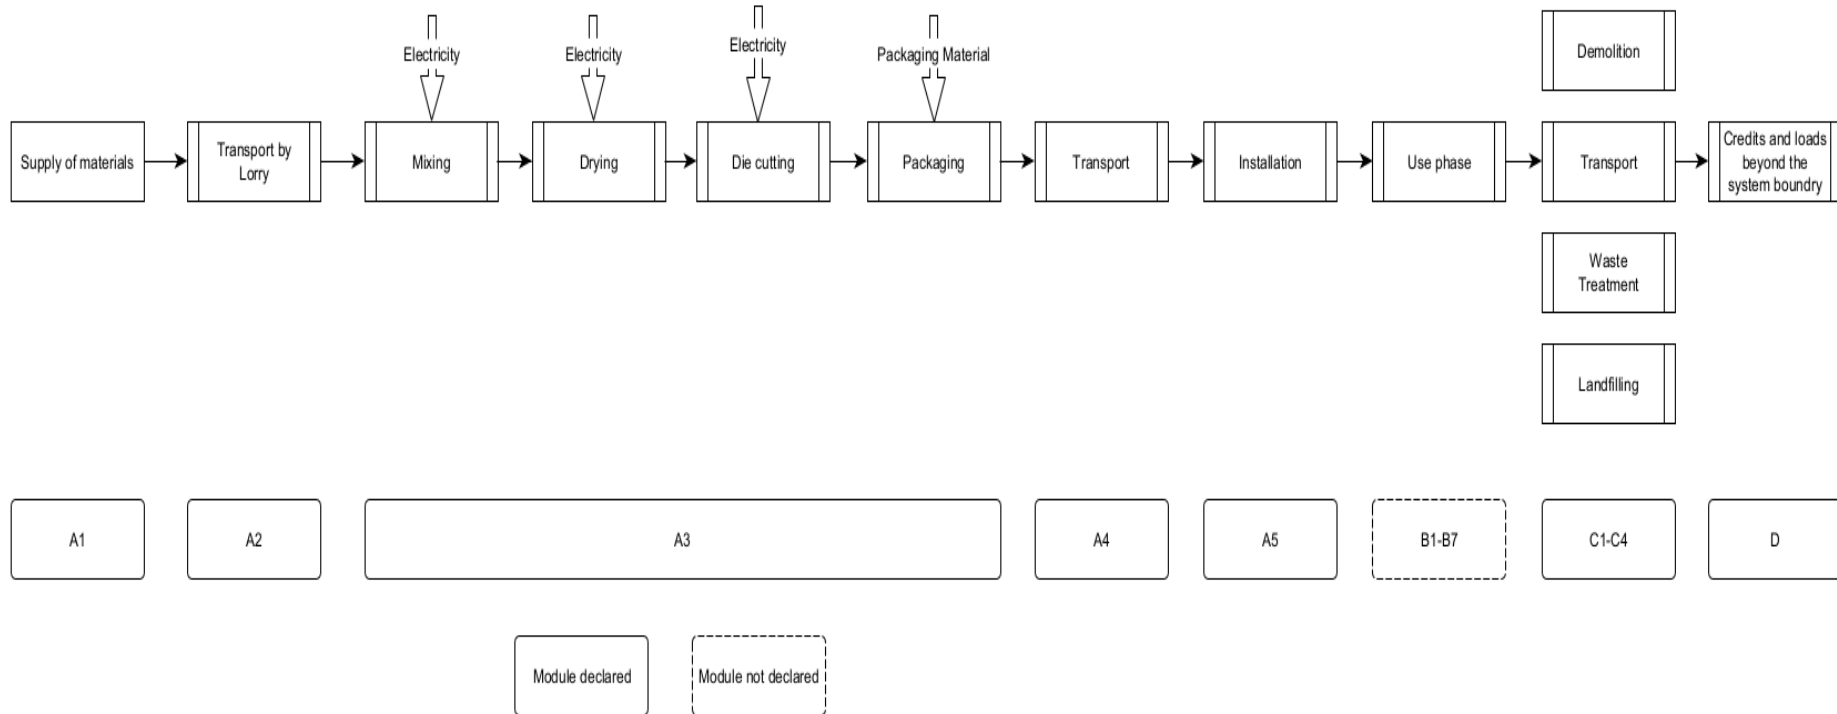 Electricity
Electricity
Electricity
Packaging Material
Demolition
Supply of materials
Transport by
Lorry
Mixing
Drying
Die cutting
Packaging
Transport
Installation
Use phase
Transport
Credits and loads
beyond the
system boundry
Waste
Treatment
Landfilling
A1
A2
A3
A4
A5
B1-B7
C1-C4
D
Module declared
Module not declared